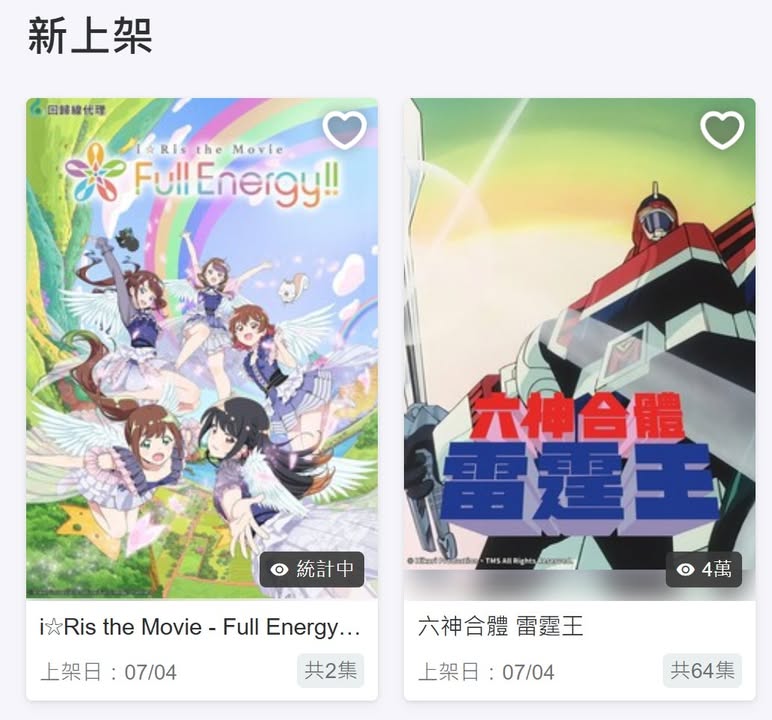 新上架
回歸線代理
i☆Ris the Movie
Full Energy!!
統計中
i☆Ris the Movie - Full Energy…
上架日：07/04
共2集
六神合體
雷霆王
© Hikari Production・TMS All Rights Reserved.
4萬
六神合體 雷霆王
上架日：07/04
共64集